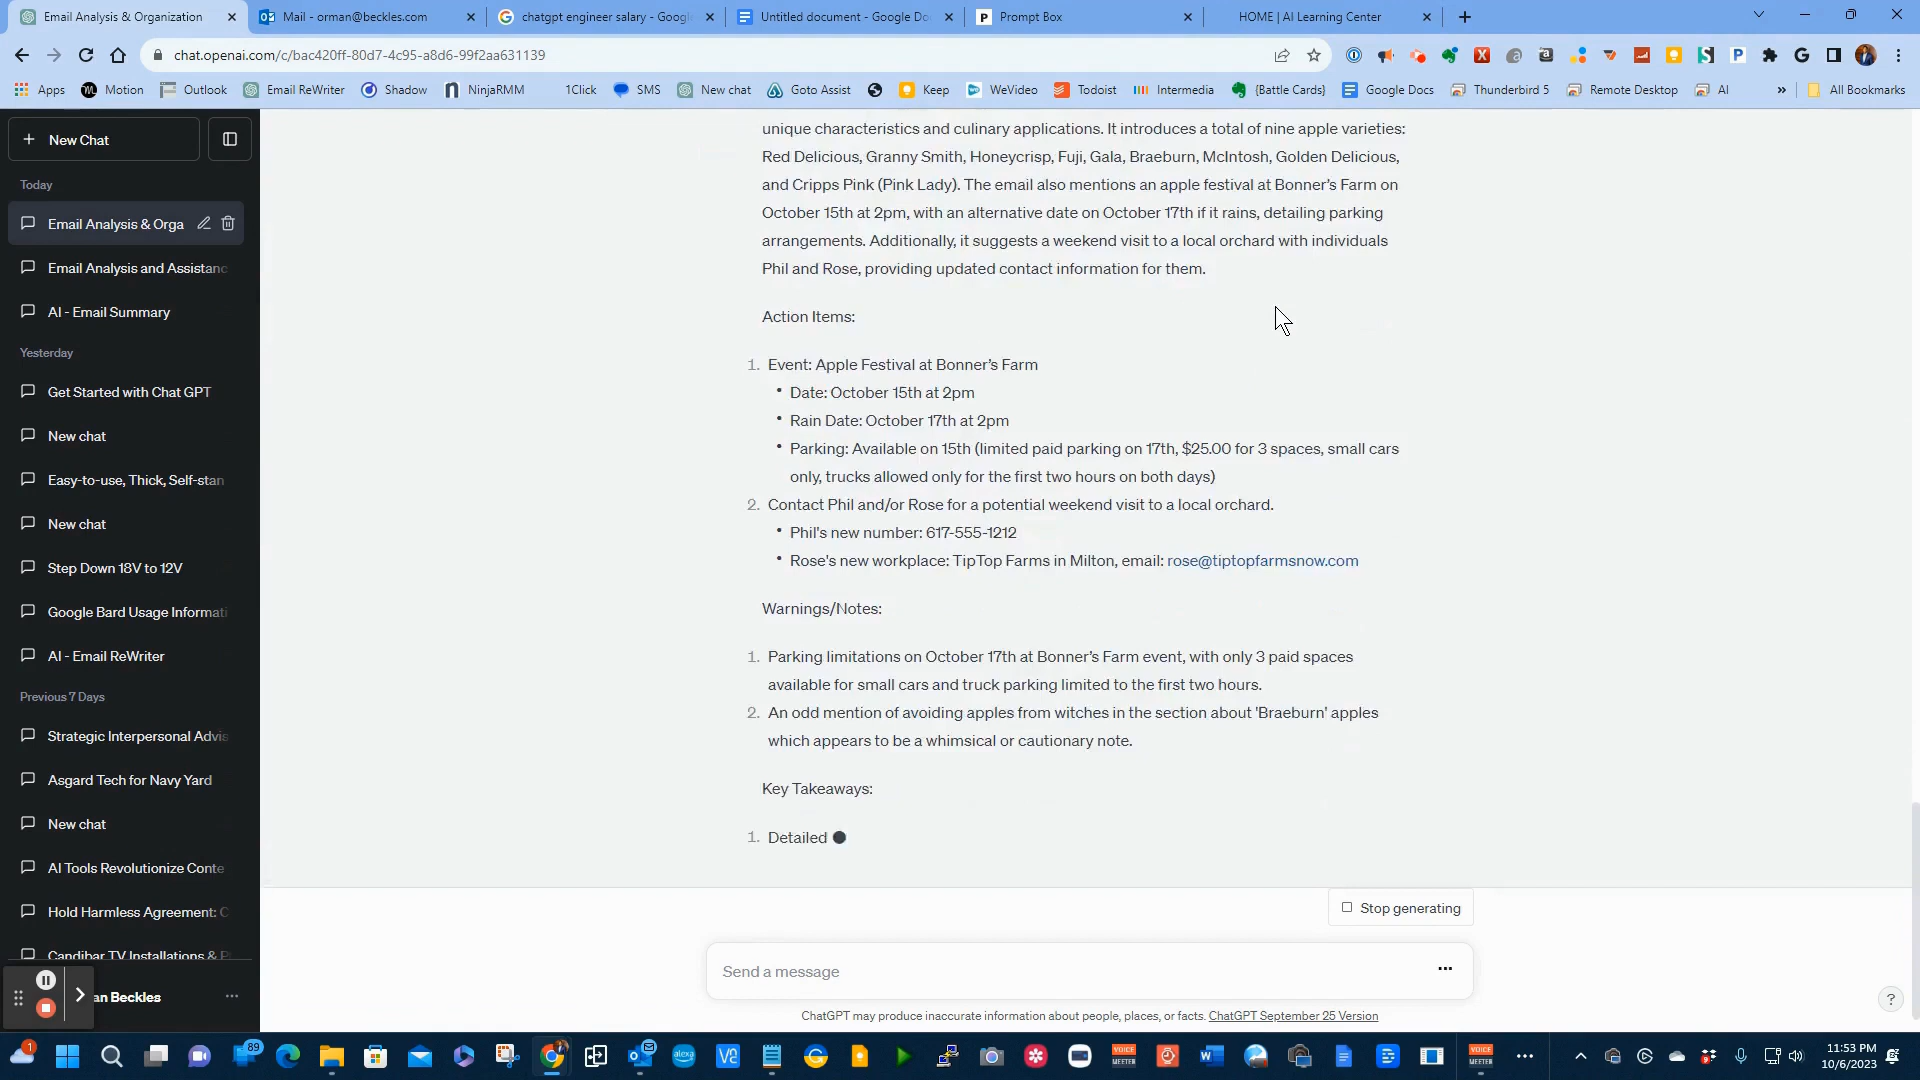 Email Analysis & Organization
Mail - orman@beckles.com
chatgpt engineer salary - Googl
Untitled document - Google Do
Prompt Box
HOME | AI Learning Center
chat.openai.com/c/bac420ff-80d7-4c95-a8d6-99f2aa631139
Apps
Motion
Outlook
Email ReWriter
Shadow
NinjaRMM
1Click
SMS
New chat
Goto Assist
Keep
WeVideo
Todoist
Intermedia
{Battle Cards}
Google Docs
Thunderbird 5
Remote Desktop
AI
All Bookmarks
New Chat
Today
Email Analysis & Orga
Email Analysis and Assistanc
AI - Email Summary
Yesterday
Get Started with Chat GPT
New chat
Easy-to-use, Thick, Self-stan
New chat
Step Down 18V to 12V
Google Bard Usage Informati
AI - Email ReWriter
Previous 7 Days
Strategic Interpersonal Advis
Asgard Tech for Navy Yard
New chat
AI Tools Revolutionize Conte
Hold Harmless Agreement: C
Candibar TV Installations & P
an Beckles
unique characteristics and culinary applications. It introduces a total of nine apple varieties:
Red Delicious, Granny Smith, Honeycrisp, Fuji, Gala, Braeburn, McIntosh, Golden Delicious,
and Cripps Pink (Pink Lady). The email also mentions an apple festival at Bonner's Farm on
October 15th at 2pm, with an alternative date on October 17th if it rains, detailing parking
arrangements. Additionally, it suggests a weekend visit to a local orchard with individuals
Phil and Rose, providing updated contact information for them.
Action Items:
1. Event: Apple Festival at Bonner's Farm
• Date: October 15th at 2pm
• Rain Date: October 17th at 2pm
• Parking: Available on 15th (limited paid parking on 17th, $25.00 for 3 spaces, small cars
only, trucks allowed only for the first two hours on both days)
2. Contact Phil and/or Rose for a potential weekend visit to a local orchard.
• Phil's new number: 617-555-1212
• Rose's new workplace: TipTop Farms in Milton, email: rose@tiptopfarmsnow.com
Warnings/Notes:
1. Parking limitations on October 17th at Bonner's Farm event, with only 3 paid spaces
available for small cars and truck parking limited to the first two hours.
2. An odd mention of avoiding apples from witches in the section about 'Braeburn' apples
which appears to be a whimsical or cautionary note.
Key Takeaways:
1. Detailed
Stop generating
Send a message
ChatGPT may produce inaccurate information about people, places, or facts. ChatGPT September 25 Version
11:53 PM
10/6/2023